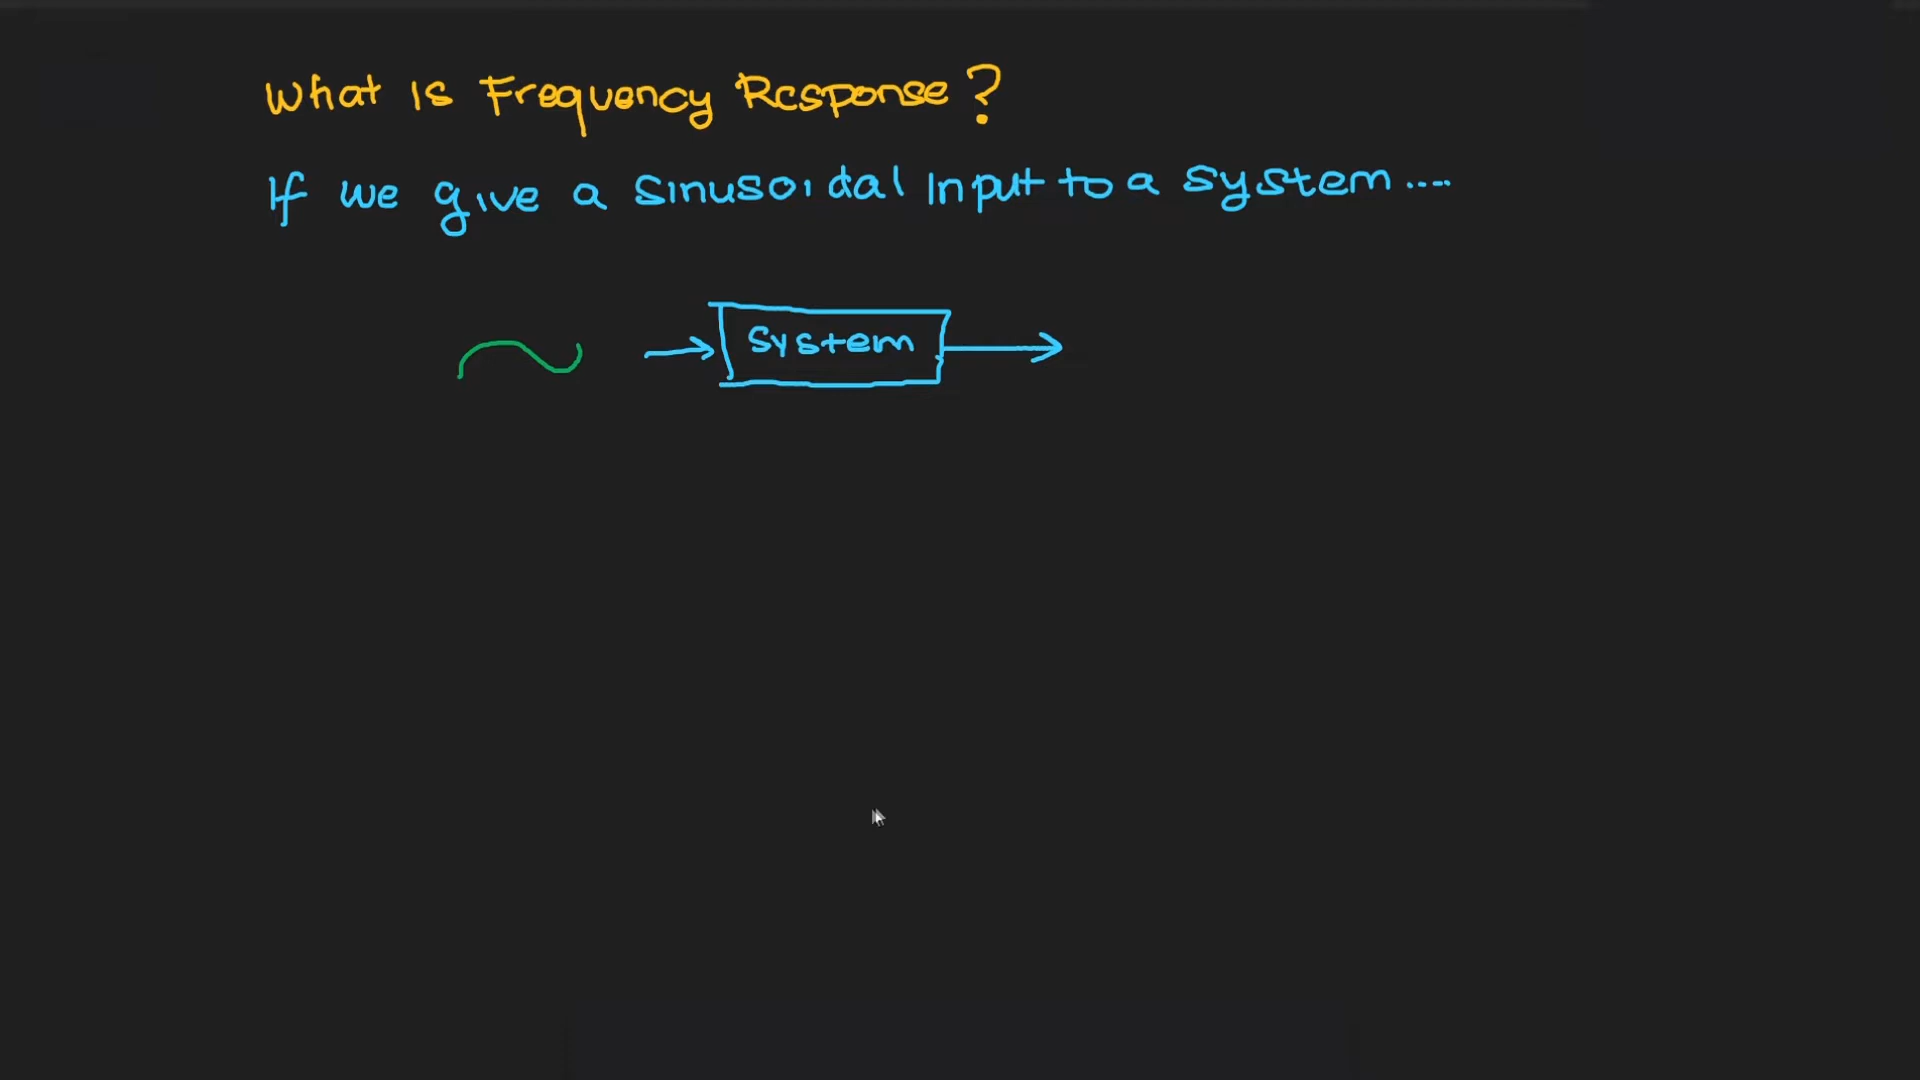 What is Frequency Response?
If we give a sinusoidal input to a system....
System